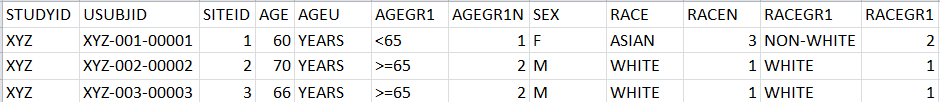 STUDYID USUBJID SITEID AGE AGEU AGEGR1 AGEGR1N SEX RACE RACEN RACEGR1 RACEGR1
XYZ XYZ-001-00001 1 60 YEARS <65 1 F ASIAN 3 NON-WHITE 2
XYZ XYZ-002-00002 2 70 YEARS >=65 2 M WHITE 1 WHITE 1
XYZ XYZ-003-00003 3 66 YEARS >=65 2 M WHITE 1 WHITE 1